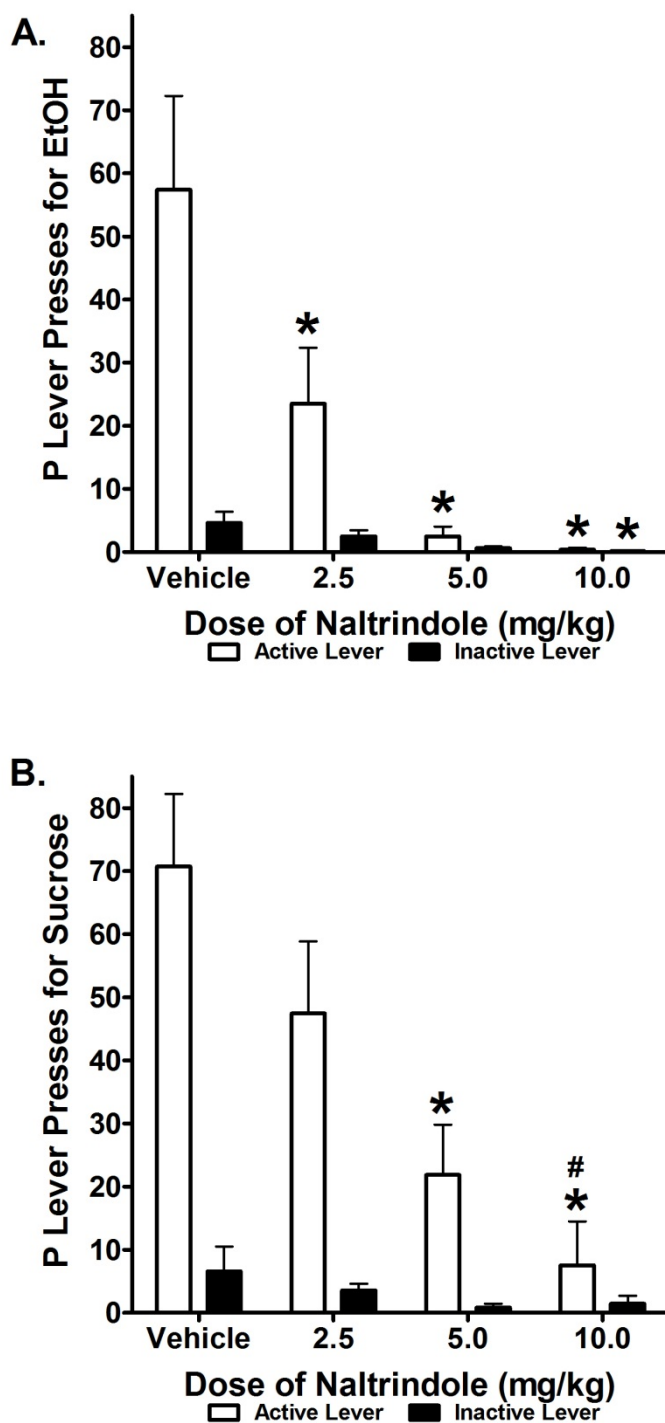 A.
P Lever Presses for EtOH
80
70
60
50
40
30
20
10
0
*
*
* *
Vehicle 2.5 5.0 10.0
Dose of Naltrindole (mg/kg)
Active Lever Inactive Lever
B.
P Lever Presses for Sucrose
80
70
60
50
40
30
20
10
0
*
#
*
Vehicle 2.5 5.0 10.0
Dose of Naltrindole (mg/kg)
Active Lever Inactive Lever